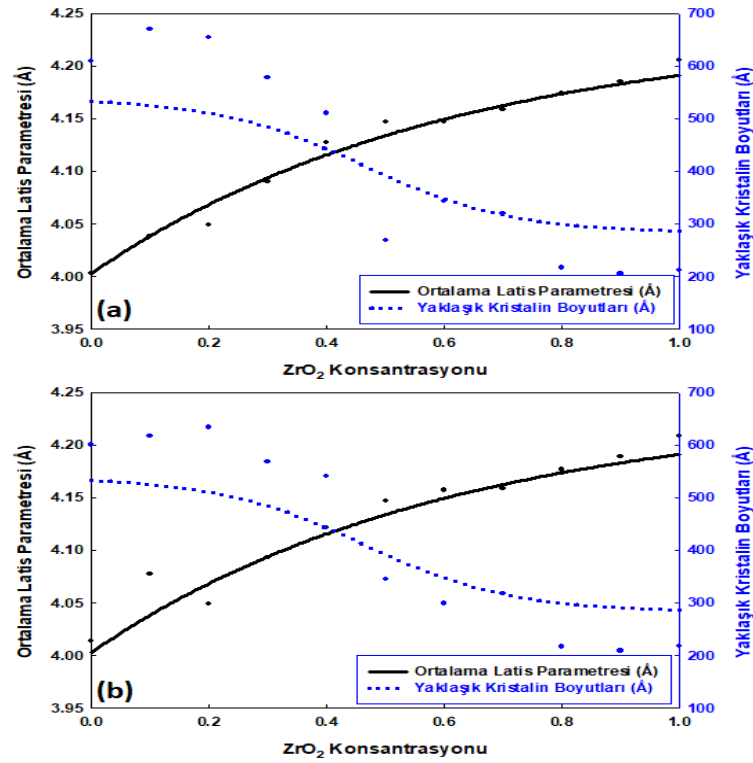 4.25
4.20
4.15
4.10
4.05
4.00
3.95
Ortalama Latis Parametresi (Å)
700
600
500
400
300
200
100
Yaklaşık Kristalin Boyutları (Å)
(a)
Ortalama Latis Parametresi (Å)
Yaklaşık Kristalin Boyutları (Å)
0.0 0.2 0.4 0.6 0.8 1.0
ZrO₂ Konsantrasyonu
4.25
4.20
4.15
4.10
4.05
4.00
3.95
Ortalama Latis Parametresi (Å)
700
600
500
400
300
200
100
Yaklaşık Kristalin Boyutları (Å)
(b)
Ortalama Latis Parametresi (Å)
Yaklaşık Kristalin Boyutları (Å)
0.0 0.2 0.4 0.6 0.8 1.0
ZrO₂ Konsantrasyonu